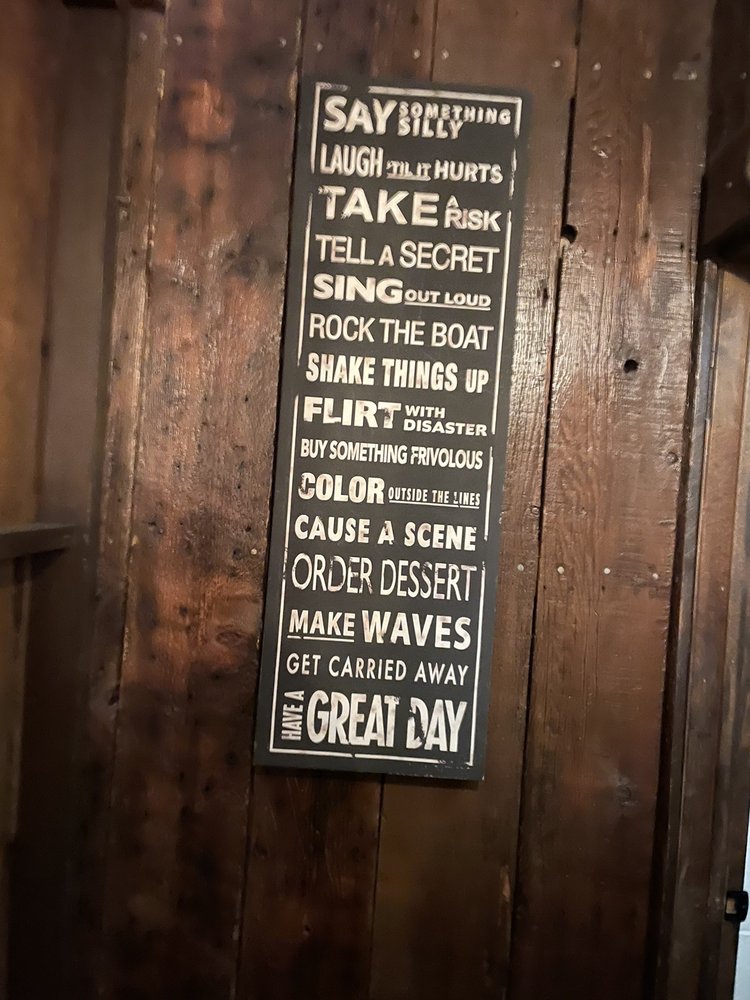 SAY SOMETHING SILLY
LAUGH 'TIL IT HURTS
TAKE A RISK
TELL A SECRET
SING OUT LOUD
ROCK THE BOAT
SHAKE THINGS UP
FLIRT WITH DISASTER
BUY SOMETHING FRIVOLOUS
COLOR OUTSIDE THE LINES
CAUSE A SCENE
ORDER DESSERT
MAKE WAVES
GET CARRIED AWAY
HAVE A GREAT DAY